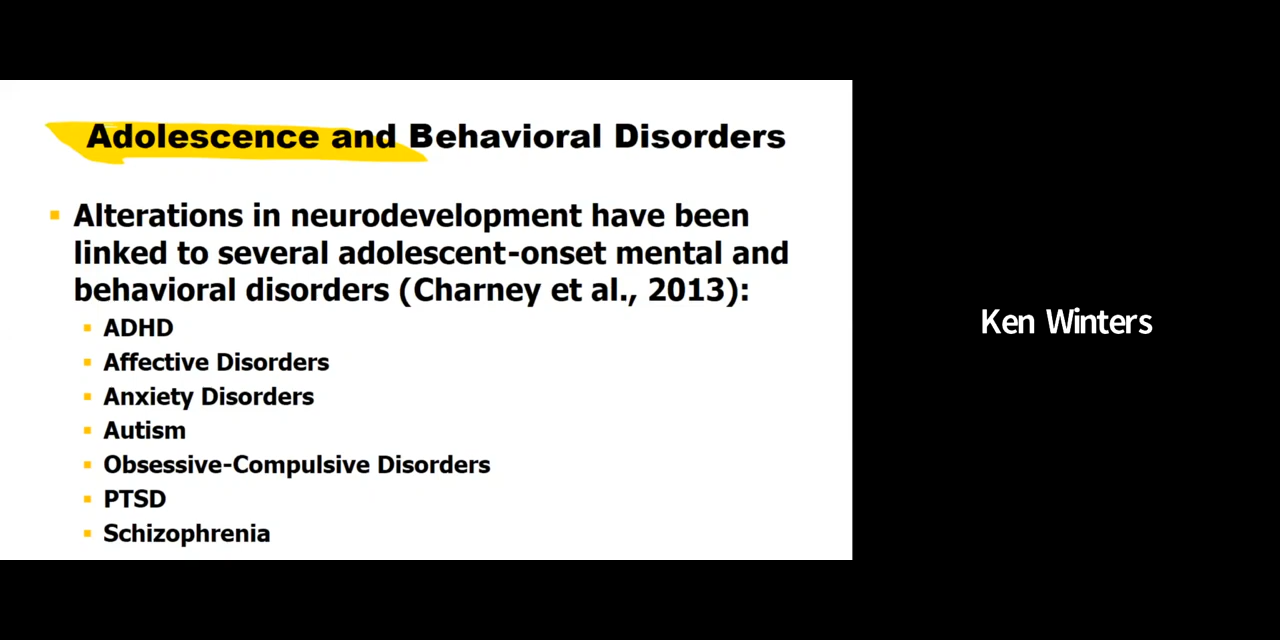 Adolescence and Behavioral Disorders
Alterations in neurodevelopment have been
linked to several adolescent-onset mental and
behavioral disorders (Charney et al., 2013):
ADHD
Affective Disorders
Anxiety Disorders
Autism
Obsessive-Compulsive Disorders
PTSD
Schizophrenia
Ken Winters